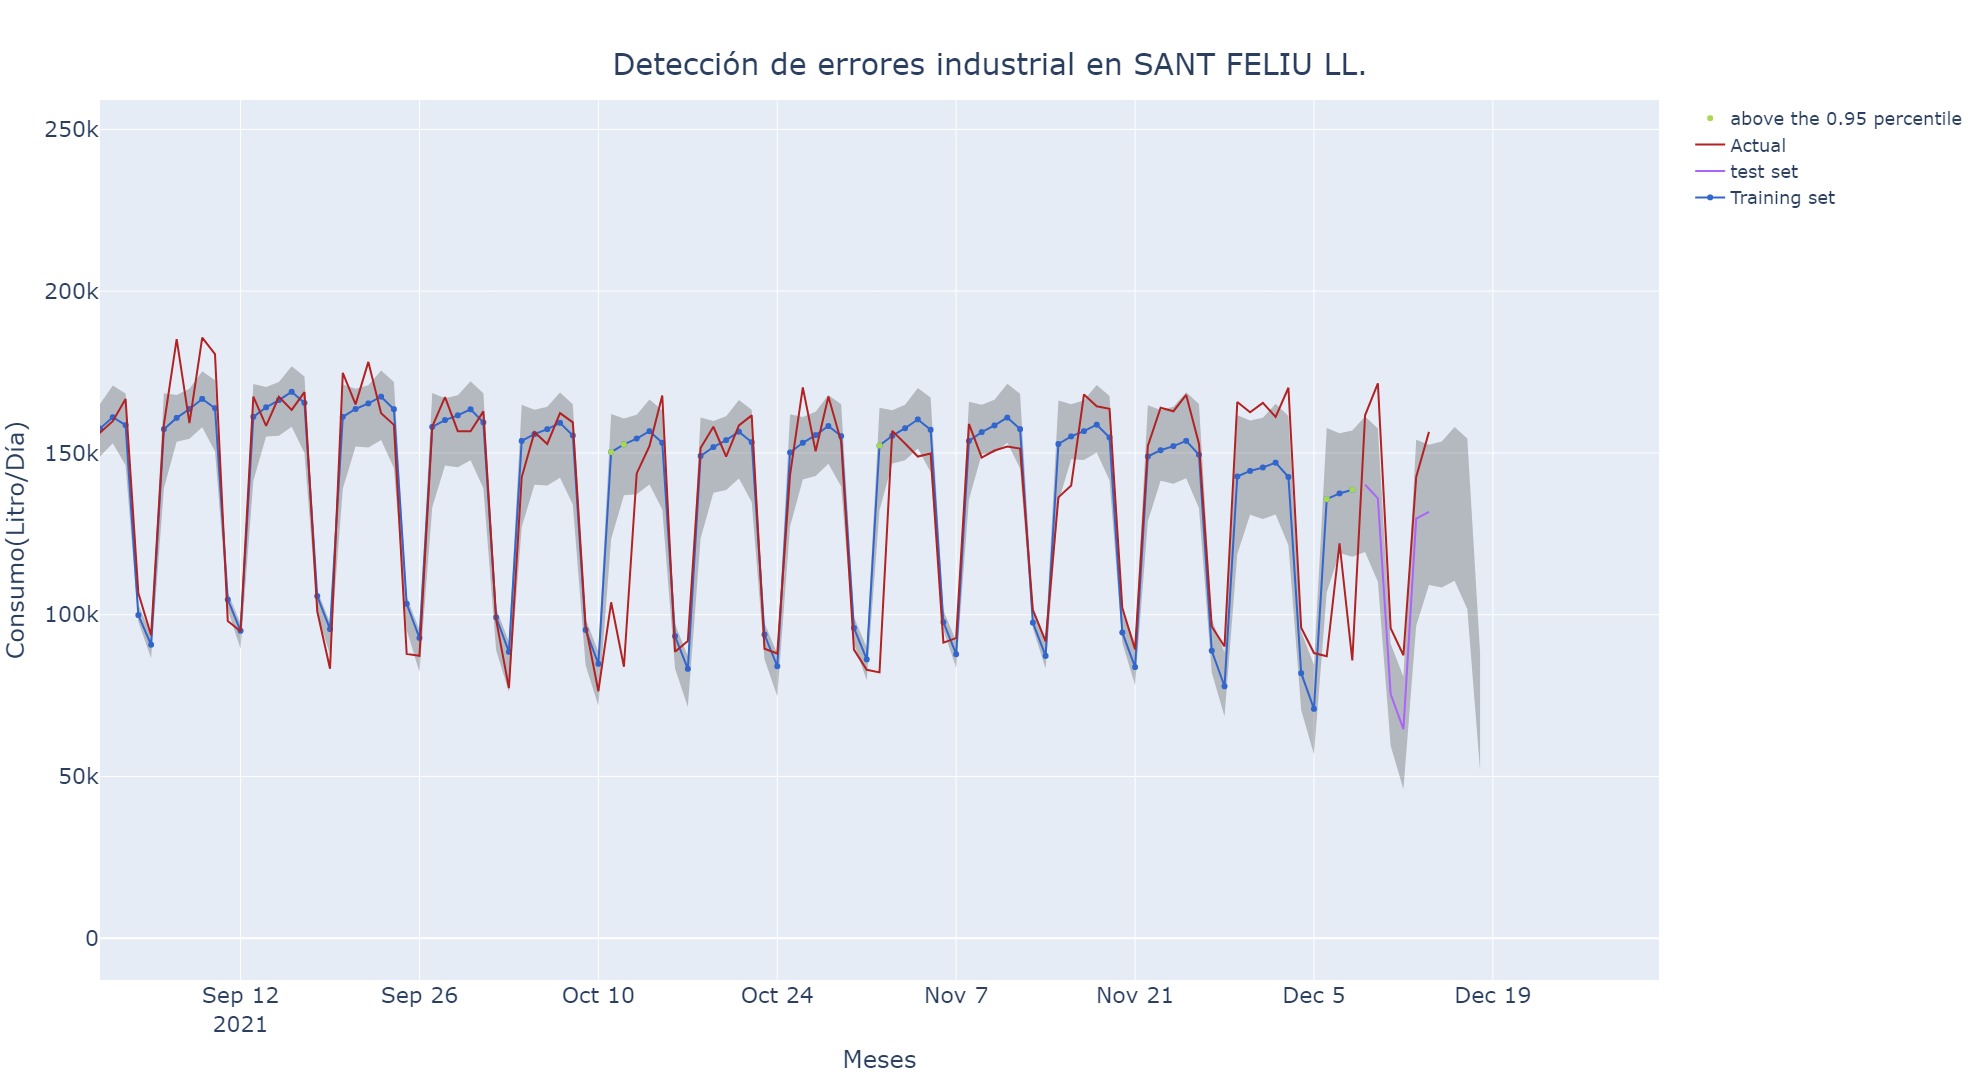 Detección de errores industrial en SANT FELIU LL.
above the 0.95 percentile
Actual
test set
Training set
Consumo(Litro/Día)
250k
200k
150k
100k
50k
0
Sep 12
2021
Sep 26
Oct 10
Oct 24
Nov 7
Nov 21
Dec 5
Dec 19
Meses